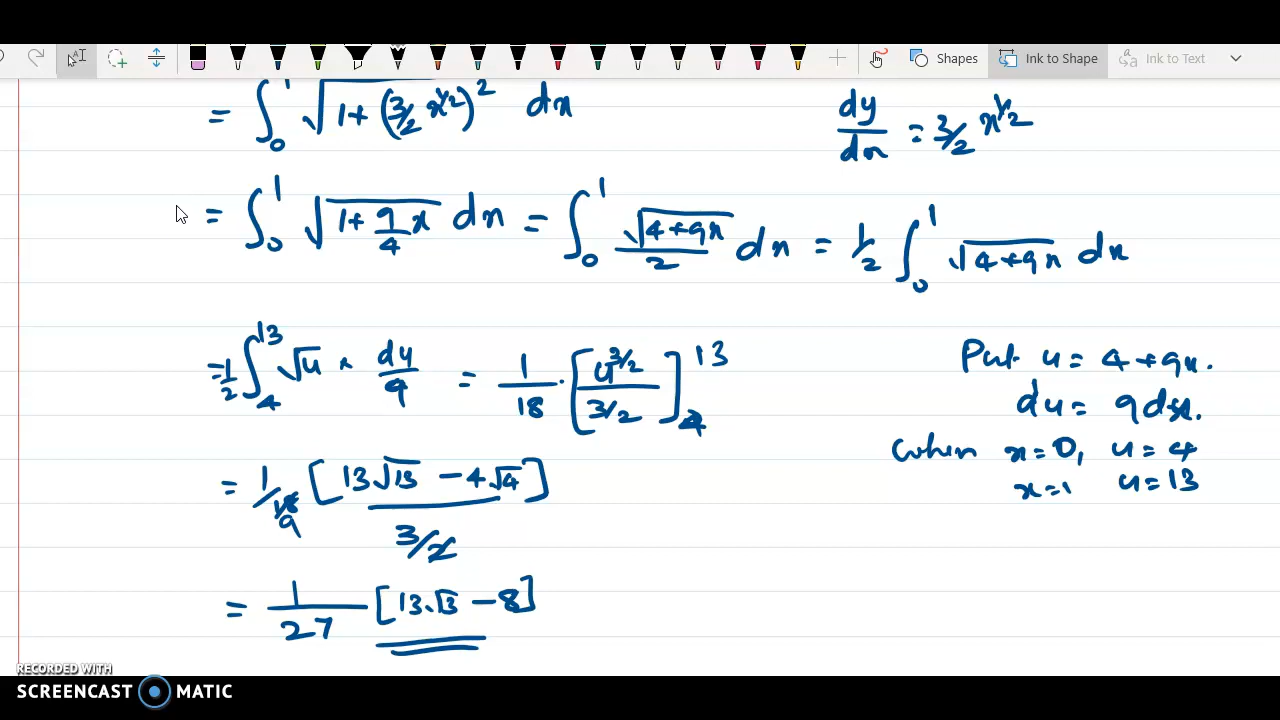 Shapes Ink to Shape Ink to Text
= ∫₀¹ √1+(3/2 x^1/2)² dx
dy/dx = 3/2 x^1/2
= ∫₀¹ √(1+9/4 x) dx = ∫₀¹ √(4+9x)/2 dx = 1/2 ∫₀¹ √(4+9x) dx
= 1/2 ∫₄¹³ √u × du/9 = 1/18 · [u^3/2 / 3/2]₄¹³
Put u = 4+9x.
du = 9dx.
When x=0, u=4
= 1/18 9 [13√13 - 4√4] / 3/2
x=1 u=13
= 1/27 [13√13 - 8]
RECORDED WITH
SCREENCAST MATIC